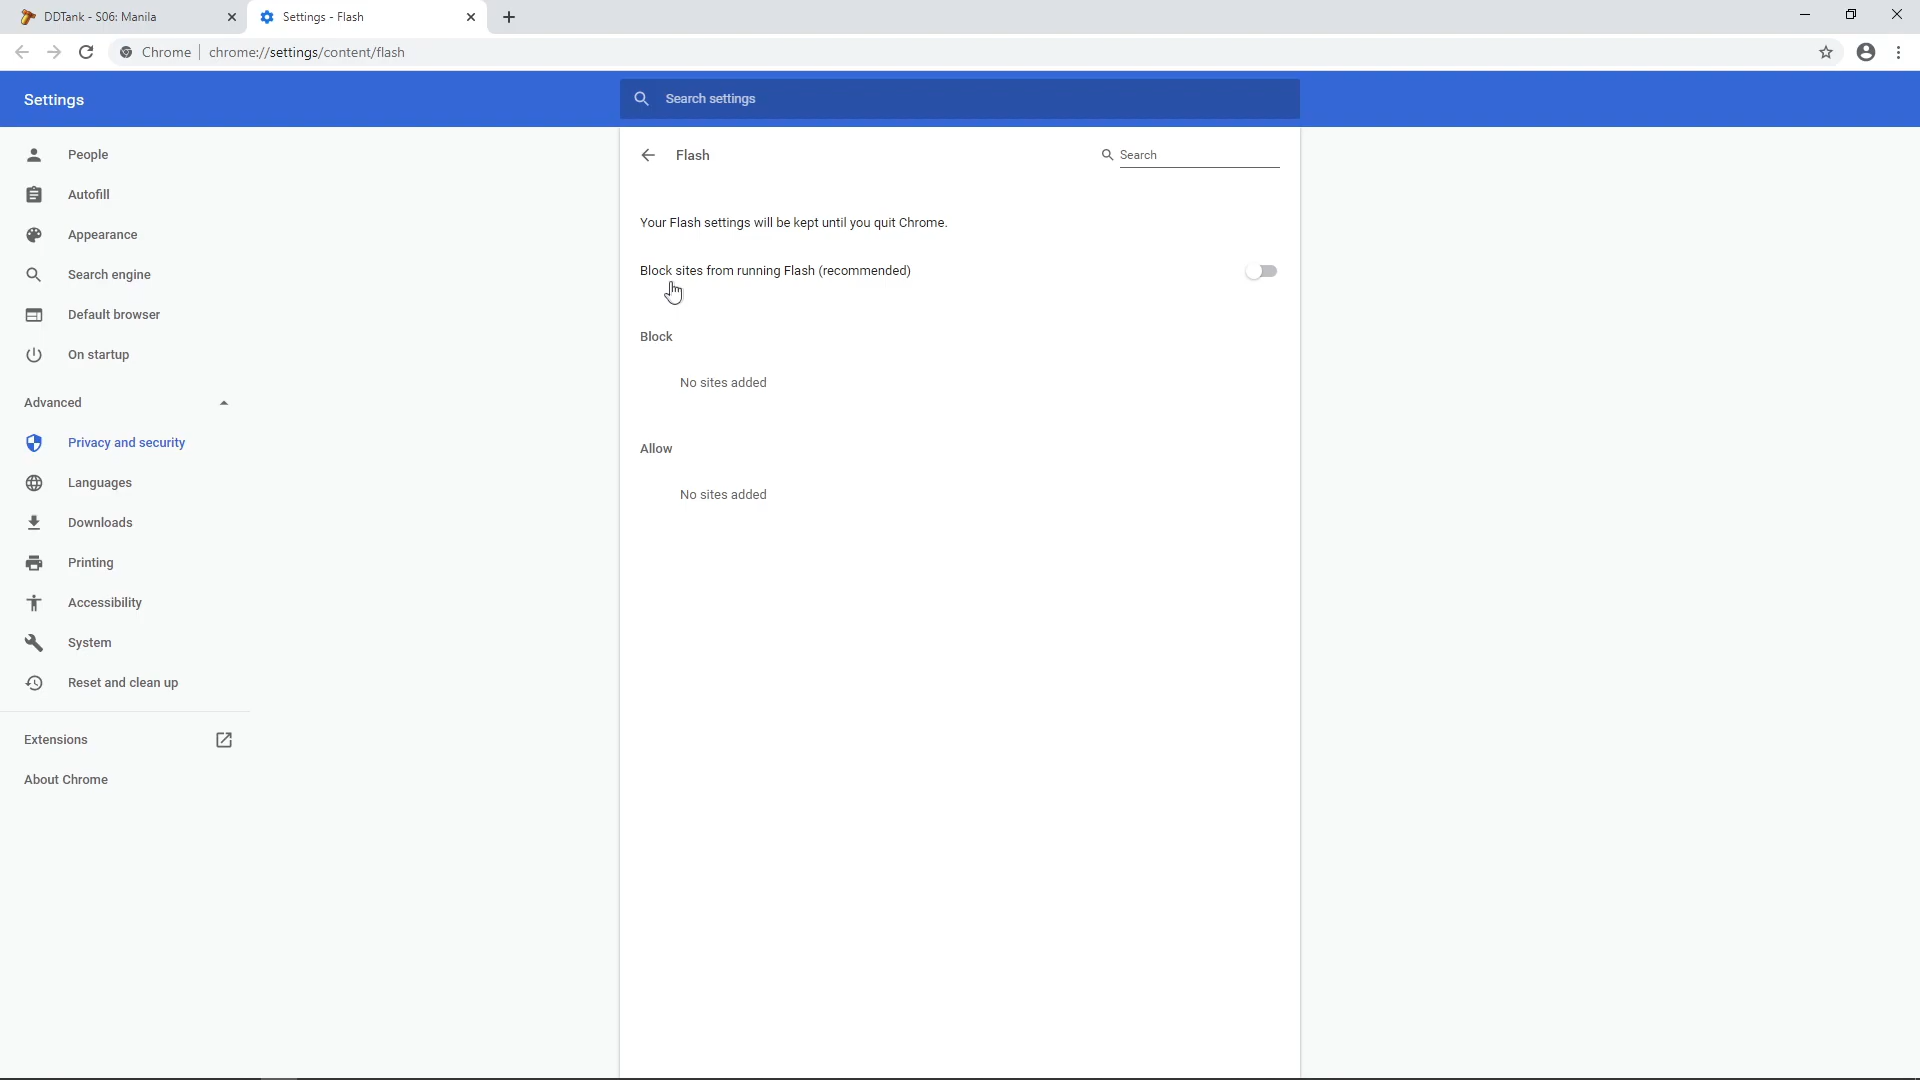 DDTank - S06: Manila
Settings - Flash
Chrome
chrome://settings/content/flash
Settings
Search settings
People
Autofill
Appearance
Search engine
Default browser
On startup
Advanced
Privacy and security
Languages
Downloads
Printing
Accessibility
System
Reset and clean up
Extensions
About Chrome
Flash
Search
Your Flash settings will be kept until you quit Chrome.
Block sites from running Flash (recommended)
Block
No sites added
Allow
No sites added